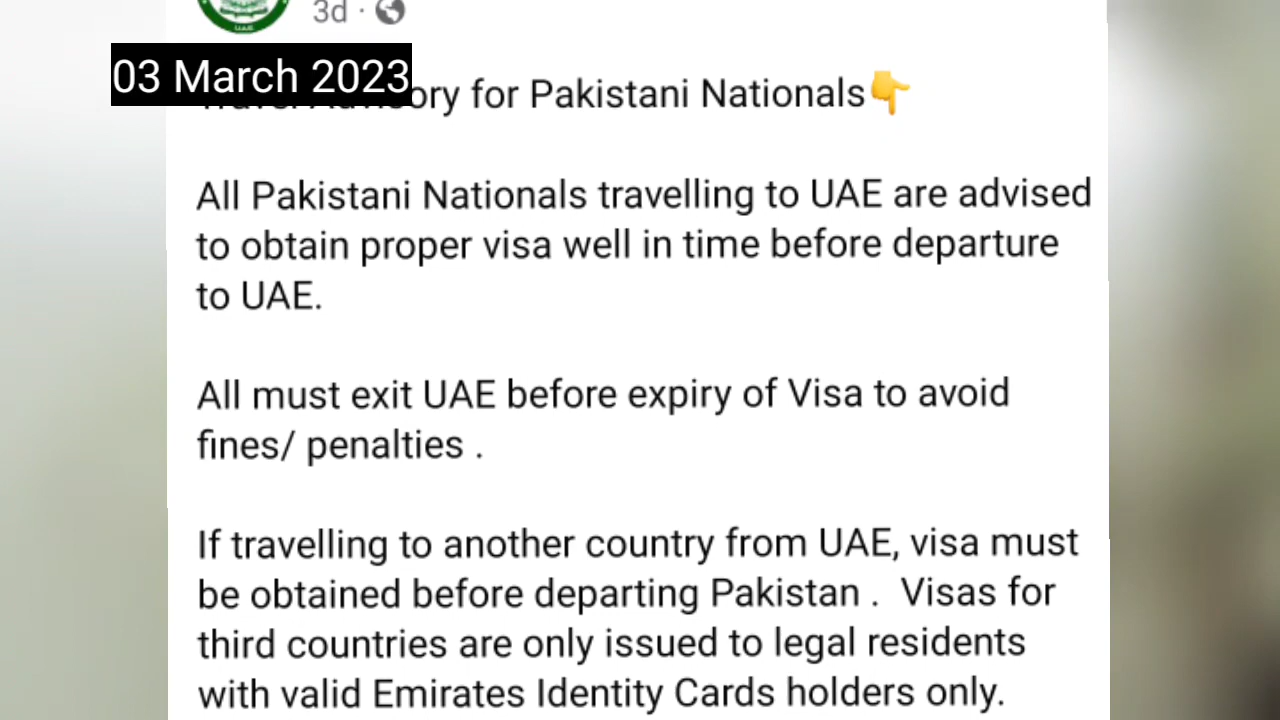 UAE
3d ·
03 March 2023
ory for Pakistani Nationals👇
All Pakistani Nationals travelling to UAE are advised
to obtain proper visa well in time before departure
to UAE.
All must exit UAE before expiry of Visa to avoid
fines/ penalties .
If travelling to another country from UAE, visa must
be obtained before departing Pakistan .  Visas for
third countries are only issued to legal residents
with valid Emirates Identity Cards holders only.